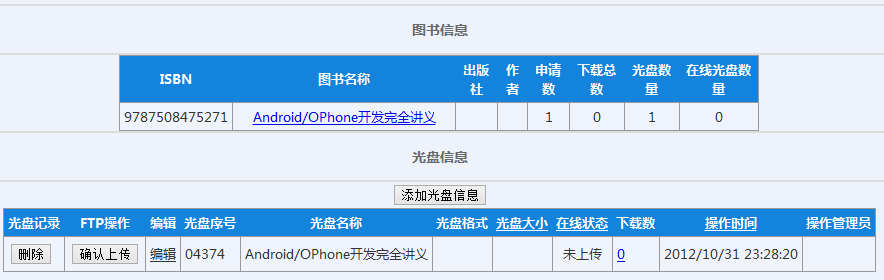 图书信息
ISBN 图书名称 出版社 作者 申请数 下载总数 光盘数量 在线光盘数量
9787508475271 Android/OPhone开发完全讲义 1 0 1 0
光盘信息
添加光盘信息
光盘记录 FTP操作 编辑 光盘序号 光盘名称 光盘格式 光盘大小 在线状态 下载数 操作时间 操作管理员
删除 确认上传 编辑 04374 Android/OPhone开发完全讲义 未上传 0 2012/10/31 23:28:20